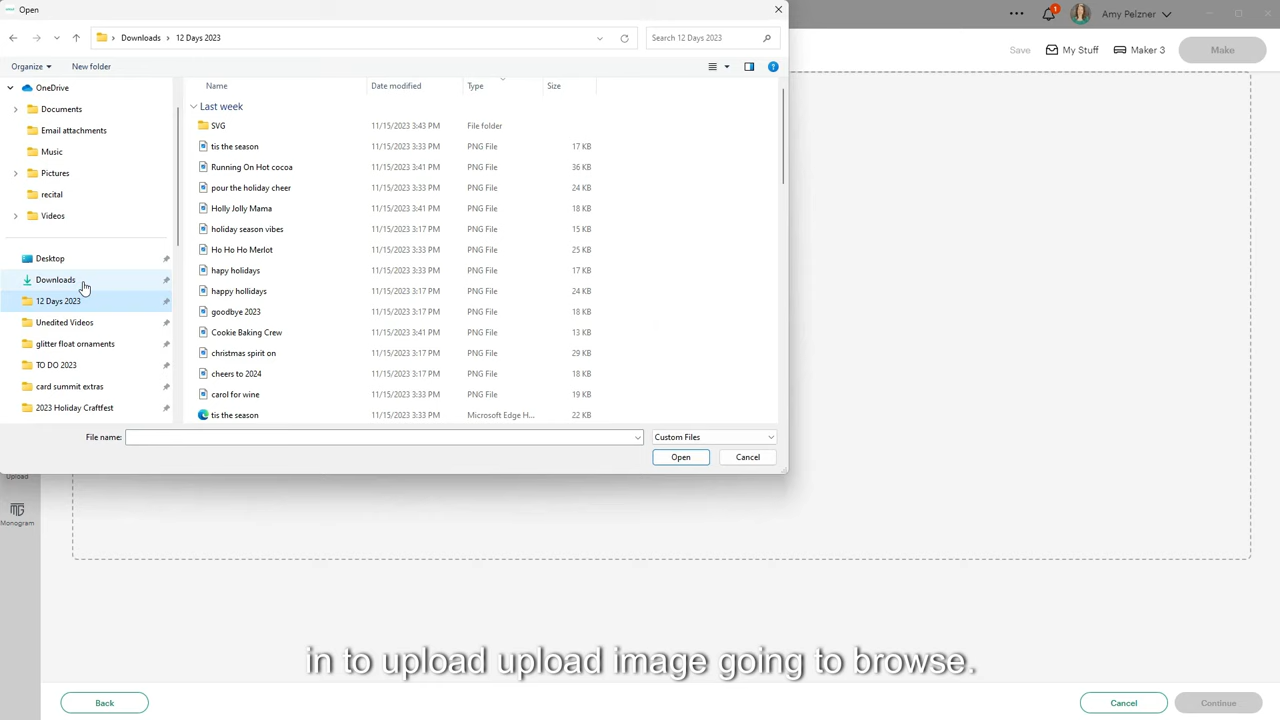 Open
Amy Pelzner
Downloads
12 Days 2023
Search 12 Days 2023
Save
My Stuff
Maker 3
Make
Organize
New folder
Name
Date modified
Type
Size
OneDrive
Documents
Email attachments
Music
Pictures
recital
Videos
Desktop
Downloads
12 Days 2023
Unedited Videos
glitter float ornaments
TO DO 2023
card summit extras
2023 Holiday Craftfest
Last week
SVG 11/15/2023 3:43 PM File folder
tis the season 11/15/2023 3:33 PM PNG File 17 KB
Running On Hot cocoa 11/15/2023 3:41 PM PNG File 36 KB
pour the holiday cheer 11/15/2023 3:33 PM PNG File 24 KB
Holly Jolly Mama 11/15/2023 3:41 PM PNG File 18 KB
holiday season vibes 11/15/2023 3:17 PM PNG File 15 KB
Ho Ho Ho Merlot 11/15/2023 3:33 PM PNG File 25 KB
hapy holidays 11/15/2023 3:33 PM PNG File 17 KB
happy hollidays 11/15/2023 3:17 PM PNG File 24 KB
goodbye 2023 11/15/2023 3:17 PM PNG File 18 KB
Cookie Baking Crew 11/15/2023 3:41 PM PNG File 13 KB
christmas spirit on 11/15/2023 3:17 PM PNG File 29 KB
cheers to 2024 11/15/2023 3:17 PM PNG File 18 KB
carol for wine 11/15/2023 3:33 PM PNG File 19 KB
tis the season 11/15/2023 3:33 PM Microsoft Edge H... 22 KB
File name:
Custom Files
Open
Cancel
Upload
Monogram
in to upload upload image going to browse.
Back
Cancel
Continue